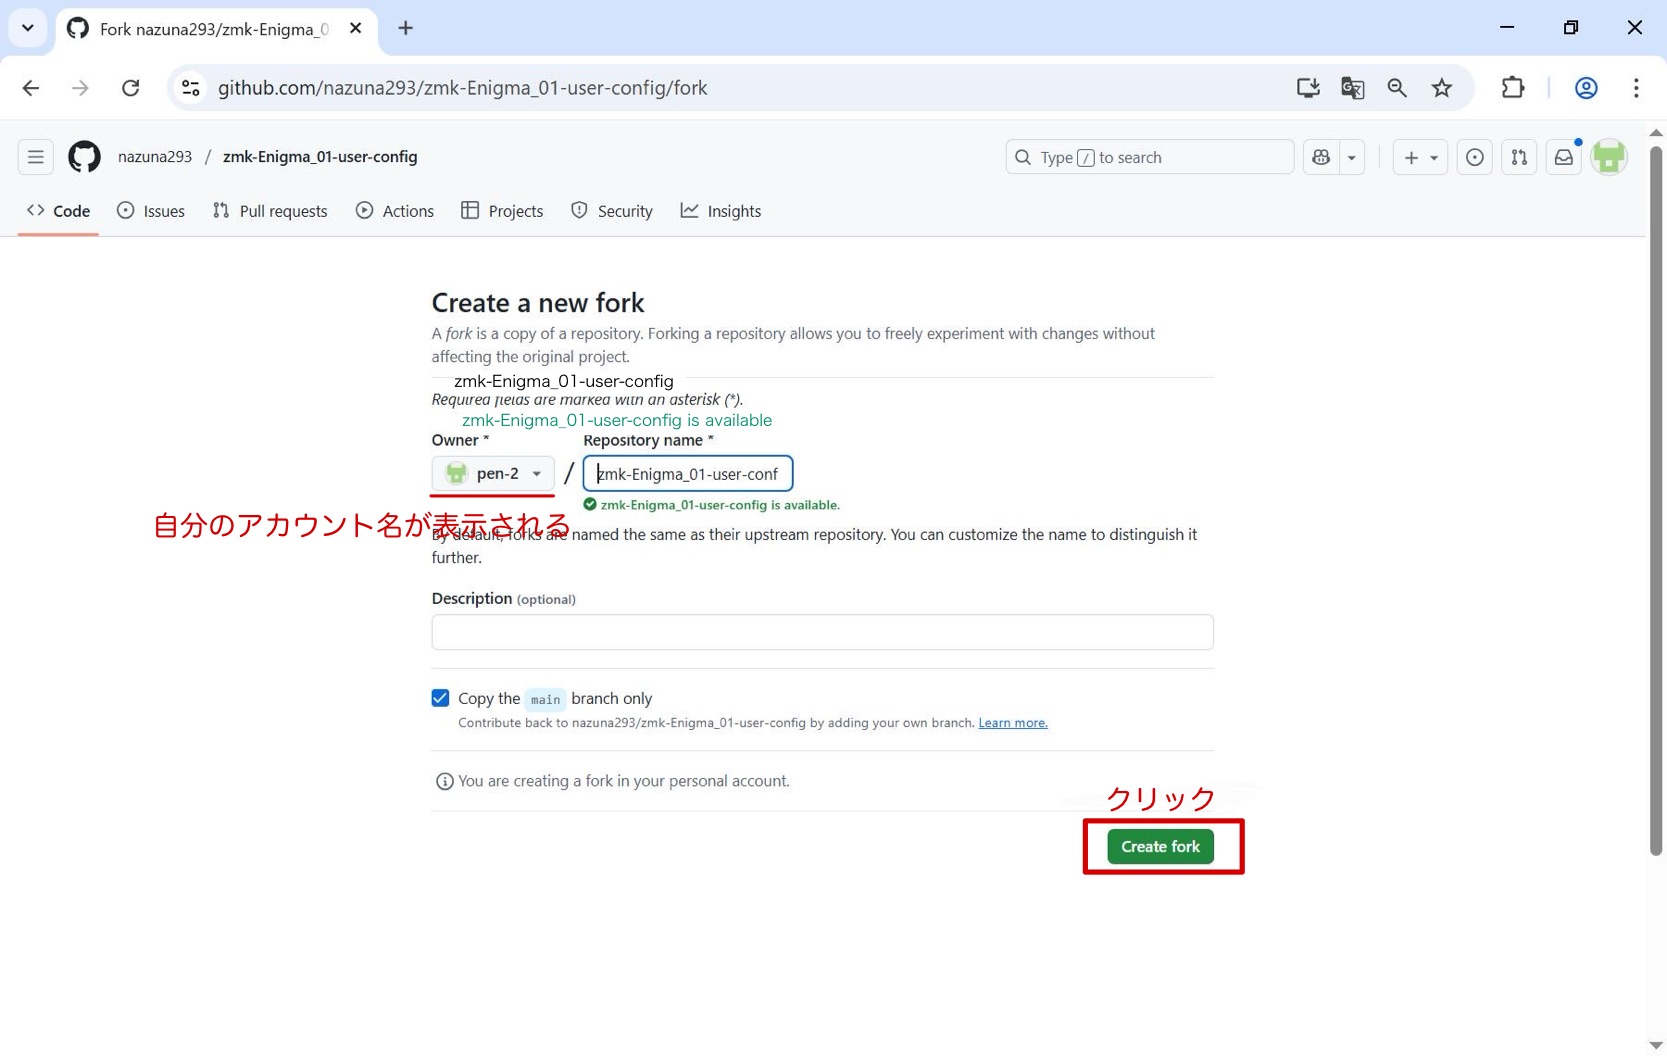 Fork nazuna293/zmk-Enigma_0
github.com/nazuna293/zmk-Enigma_01-user-config/fork
nazuna293 / zmk-Enigma_01-user-config
Type / to search
Code Issues Pull requests Actions Projects Security Insights
Create a new fork
A fork is a copy of a repository. Forking a repository allows you to freely experiment with changes without
affecting the original project.
zmk-Enigma_01-user-config
Required fields are marked with an asterisk (*).
zmk-Enigma_01-user-config is available
Owner * Repository name *
pen-2 / zmk-Enigma_01-user-conf
zmk-Enigma_01-user-config is available.
自分のアカウント名が表示される
By default, forks are named the same as their upstream repository. You can customize the name to distinguish it
further.
Description (optional)
Copy the main branch only
Contribute back to nazuna293/zmk-Enigma_01-user-config by adding your own branch. Learn more.
You are creating a fork in your personal account.
クリック
Create fork